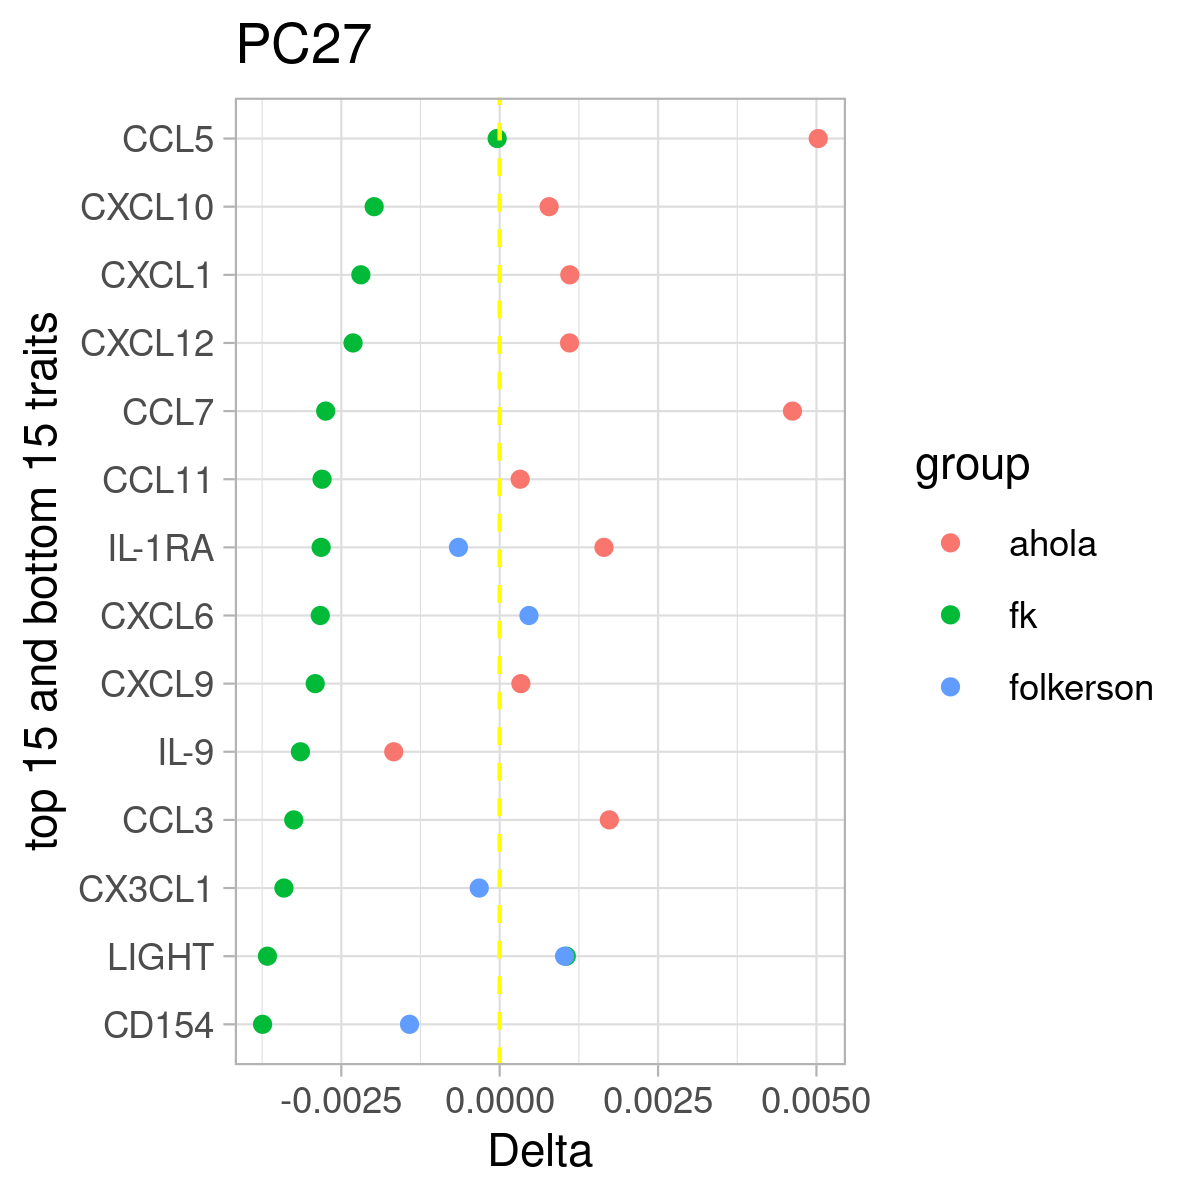 PC27
top 15 and bottom 15 traits
CCL5
CXCL10
CXCL1
CXCL12
CCL7
CCL11
IL-1RA
CXCL6
CXCL9
IL-9
CCL3
CX3CL1
LIGHT
CD154
-0.0025 0.0000 0.0025 0.0050
Delta
group
ahola
fk
folkerson